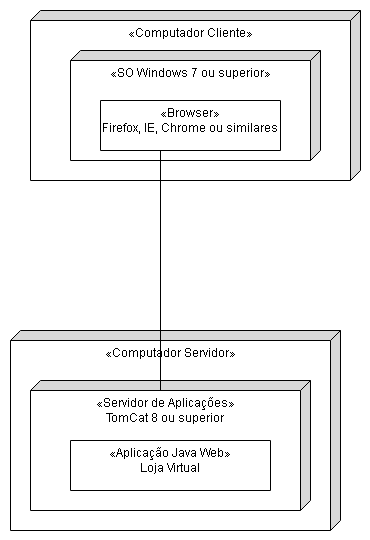 «Computador Cliente»
«SO Windows 7 ou superior»
«Browser»
Firefox, IE, Chrome ou similares
«Computador Servidor»
«Servidor de Aplicações»
TomCat 8 ou superior
«Aplicação Java Web»
Loja Virtual